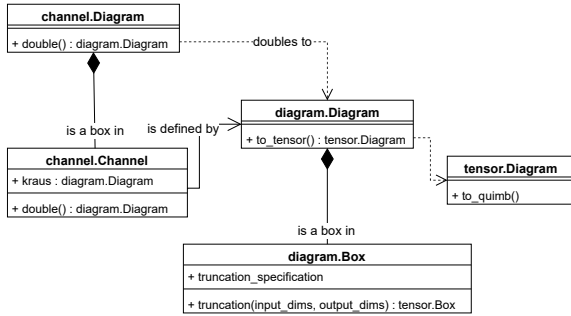 channel.Diagram
+ double() : diagram.Diagram
doubles to
is a box in
is defined by
diagram.Diagram
+ to_tensor() : tensor.Diagram
channel.Channel
+ kraus : diagram.Diagram
+ double() : diagram.Diagram
tensor.Diagram
+ to_quimb()
is a box in
diagram.Box
+ truncation_specification
+ truncation(input_dims, output_dims) : tensor.Box